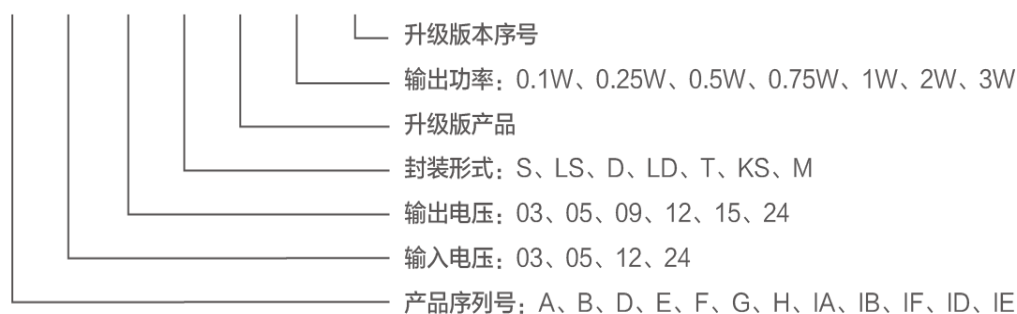 升级版本序号
输出功率：0.1W、0.25W、0.5W、0.75W、1W、2W、3W
升级版产品
封装形式：S、LS、D、LD、T、KS、M
输出电压：03、05、09、12、15、24
输入电压：03、05、12、24
产品序列号：A、B、D、E、F、G、H、IA、IB、IF、ID、IE